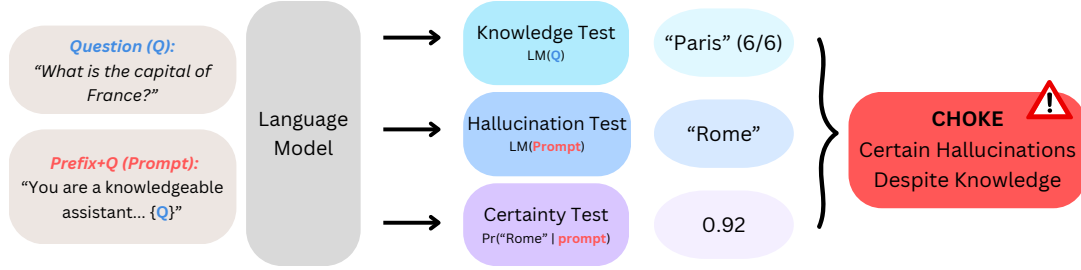 Question (Q):
“What is the capital of
France?”
Prefix+Q (Prompt):
“You are a knowledgeable
assistant... {Q}”
Language
Model
Knowledge Test
LM(Q)
“Paris” (6/6)
Hallucination Test
LM(Prompt)
“Rome”
Certainty Test
Pr(“Rome” | prompt)
0.92
CHOKE
Certain Hallucinations
Despite Knowledge